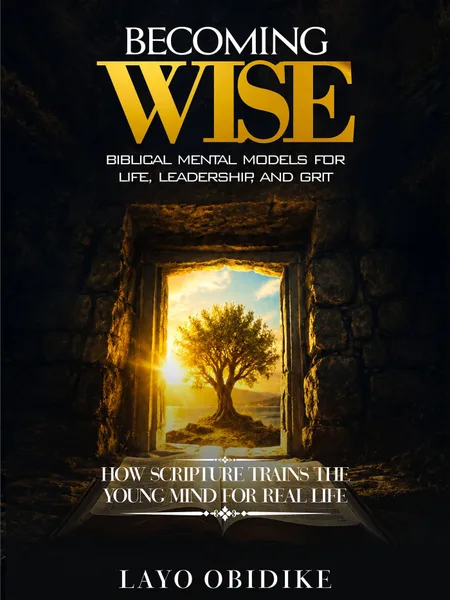 BECOMING
WISE
BIBLICAL MENTAL MODELS FOR
LIFE, LEADERSHIP, AND GRIT
HOW SCRIPTURE TRAINS THE
YOUNG MIND FOR REAL LIFE
LAYO OBIDIKE